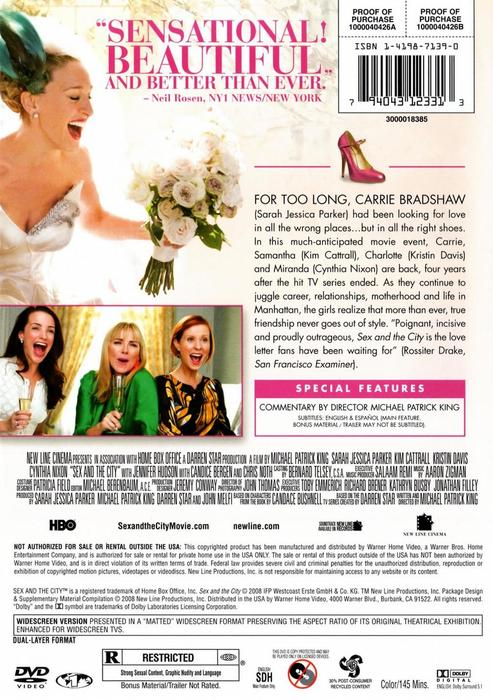 “SENSATIONAL!
BEAUTIFUL...
AND BETTER THAN EVER.
– Neil Rosen, NY1 NEWS/NEW YORK
PROOF OF PURCHASE 1000040426A
PROOF OF PURCHASE 1000040426B
ISBN 1-4198-7139-0
7 94043 12331 3
3000018385
FOR TOO LONG, CARRIE BRADSHAW
(Sarah Jessica Parker) had been looking for love
in all the wrong places…but in all the right shoes.
In this much-anticipated movie event, Carrie,
Samantha (Kim Cattrall), Charlotte (Kristin Davis)
and Miranda (Cynthia Nixon) are back, four years
after the hit TV series ended. As they continue to
juggle career, relationships, motherhood and life in
Manhattan, the girls realize that more than ever, true
friendship never goes out of style. “Poignant, incisive
and proudly outrageous, Sex and the City is the love
letter fans have been waiting for” (Rossiter Drake,
San Francisco Examiner).
SPECIAL FEATURES
COMMENTARY BY DIRECTOR MICHAEL PATRICK KING
SUBTITLES: ENGLISH & ESPAÑOL (MAIN FEATURE.
BONUS MATERIAL / TRAILER MAY NOT BE SUBTITLED).
NEW LINE CINEMA PRESENTS IN ASSOCIATION WITH HOME BOX OFFICE A DARREN STAR PRODUCTION A FILM BY MICHAEL PATRICK KING SARAH JESSICA PARKER KIM CATTRALL KRISTIN DAVIS
CYNTHIA NIXON "SEX AND THE CITY" WITH JENNIFER HUDSON WITH CANDICE BERGEN AND CHRIS NOTH CASTING BY BERNARD TELSEY, C.S.A. EXECUTIVE MUSIC PRODUCER SALAAM REMI MUSIC BY AARON ZIGMAN
COSTUME DESIGNER PATRICIA FIELD EDITOR MICHAEL BERENBAUM, A.C.E. PRODUCTION DESIGNER JEREMY CONWAY DIRECTOR OF PHOTOGRAPHY JOHN THOMAS EXECUTIVE PRODUCERS TOBY EMMERICH RICHARD BRENER KATHRYN BUSBY JONATHAN FILLEY
PRODUCED BY SARAH JESSICA PARKER MICHAEL PATRICK KING DARREN STAR AND JOHN MELFI BASED ON CHARACTERS FROM THE BOOK BY CANDACE BUSHNELL BASED ON THE TV SERIES CREATED BY DARREN STAR WRITTEN AND DIRECTED BY MICHAEL PATRICK KING
HBO SexandtheCityMovie.com newline.com NEW LINE CINEMA
NOT AUTHORIZED FOR SALE OR RENTAL OUTSIDE THE USA: This copyrighted product has been manufactured and distributed by Warner Home Video, a Warner Bros. Home
Entertainment Company, and is authorized for sale or rental for private home use in the USA ONLY. The sale or rental of this product outside of the USA has NOT been authorized by
Warner Home Video, and is in direct violation of its written terms of trade. Federal law provides severe civil and criminal penalties for the unauthorized reproduction, distribution or
exhibition of copyrighted motion pictures, videotapes or videodiscs. New Line Productions, Inc. is not responsible for maintaining access to any website or its content.
SEX AND THE CITY™ is a registered trademark of Home Box Office, Inc. Sex and the City © 2008 IFP Westcoast Erste GmbH & Co. KG. TM New Line Productions, Inc. Package Design
& Supplementary Material Compilation © 2008 New Line Productions, Inc. Distributed in the USA by Warner Home Video, 4000 Warner Blvd., Burbank, CA 91522. All rights reserved.
“Dolby” and the symbol are trademarks of Dolby Laboratories Licensing Corporation.
WIDESCREEN VERSION PRESENTED IN A “MATTED” WIDESCREEN FORMAT PRESERVING THE ASPECT RATIO OF ITS ORIGINAL THEATRICAL EXHIBITION.
ENHANCED FOR WIDESCREEN TVS.
DUAL-LAYER FORMAT
DVD VIDEO
R RESTRICTED
Strong Sexual Content, Graphic Nudity and Language
Bonus Material/Trailer Not Rated.
ENGLISH SDH Main Feature Only
THIS DVD IS COPY PROTECTED & MAY BE PLAYED ONLY ON LICENSED DEVICES.
30% POST-CONSUMER RECYCLED CONTENT
Color/145 Mins.
DOLBY DIGITAL
ENGLISH: Dolby Surround 5.1